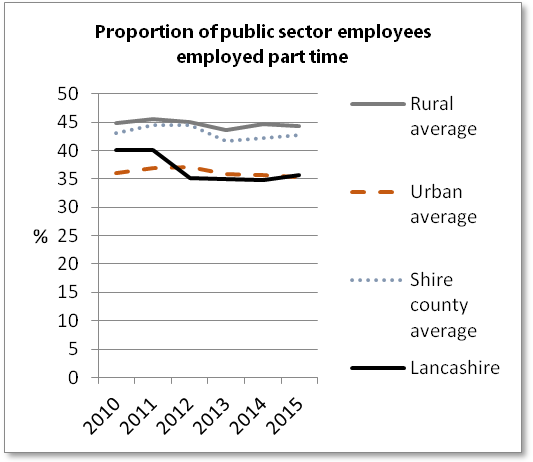 Proportion of public sector employees
employed part time
50
45
40
35
30
25
20
15
10
5
0
%
2010
2011
2012
2013
2014
2015
Rural
average
Urban
average
Shire
county
average
Lancashire